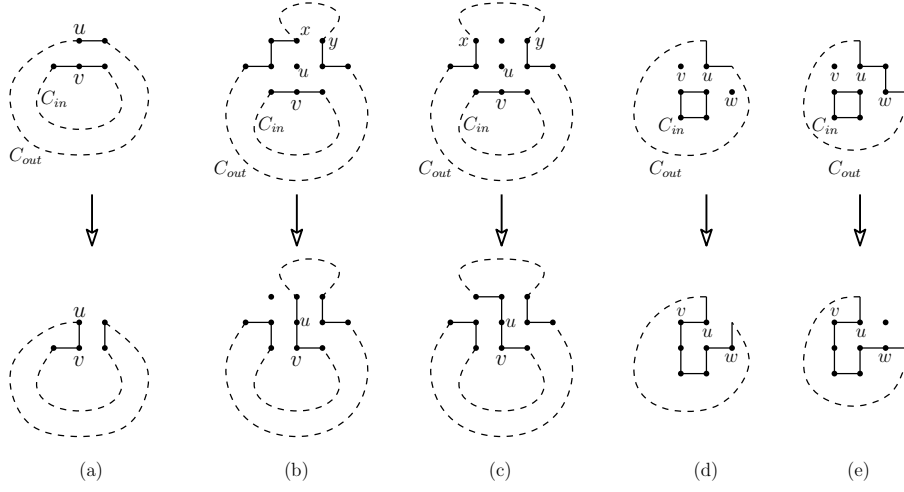 u
v
C_in
C_out
x
y
u
v
C_in
C_out
x
y
u
v
C_in
C_out
v
u
w
C_in
C_out
v
u
w
C_in
C_out
u
v
u
v
u
v
v
u
w
v
u
w
(a)
(b)
(c)
(d)
(e)